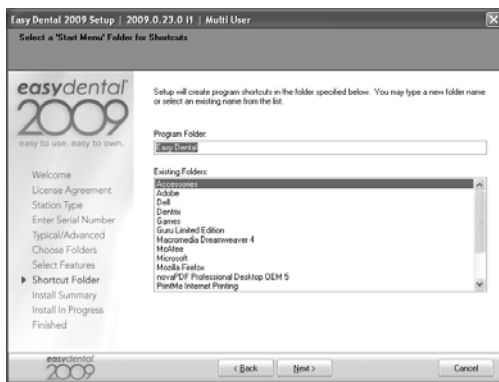 Easy Dental 2009 Setup | 2009.0.23.0 i1 | Multi User
Select a 'Start Menu' Folder for Shortcuts
easydental
2009
easy to use. easy to own.
Welcome
License Agreement
Station Type
Enter Serial Number
Typical/Advanced
Choose Folders
Select Features
Shortcut Folder
Install Summary
Install In Progress
Finished
Setup will create program shortcuts in the folder specified below. You may type a new folder name
or select an existing name from the list.
Program Folder:
Easy Dental
Existing Folders:
Accessories
Adobe
Dell
Dentrix
Games
Guru Limited Edition
Macromedia Dreamweaver 4
McAfee
Microsoft
Mozilla Firefox
novaPDF Professional Desktop OEM 5
PrintMe Internet Printing
easydental
2009
< Back
Next >
Cancel